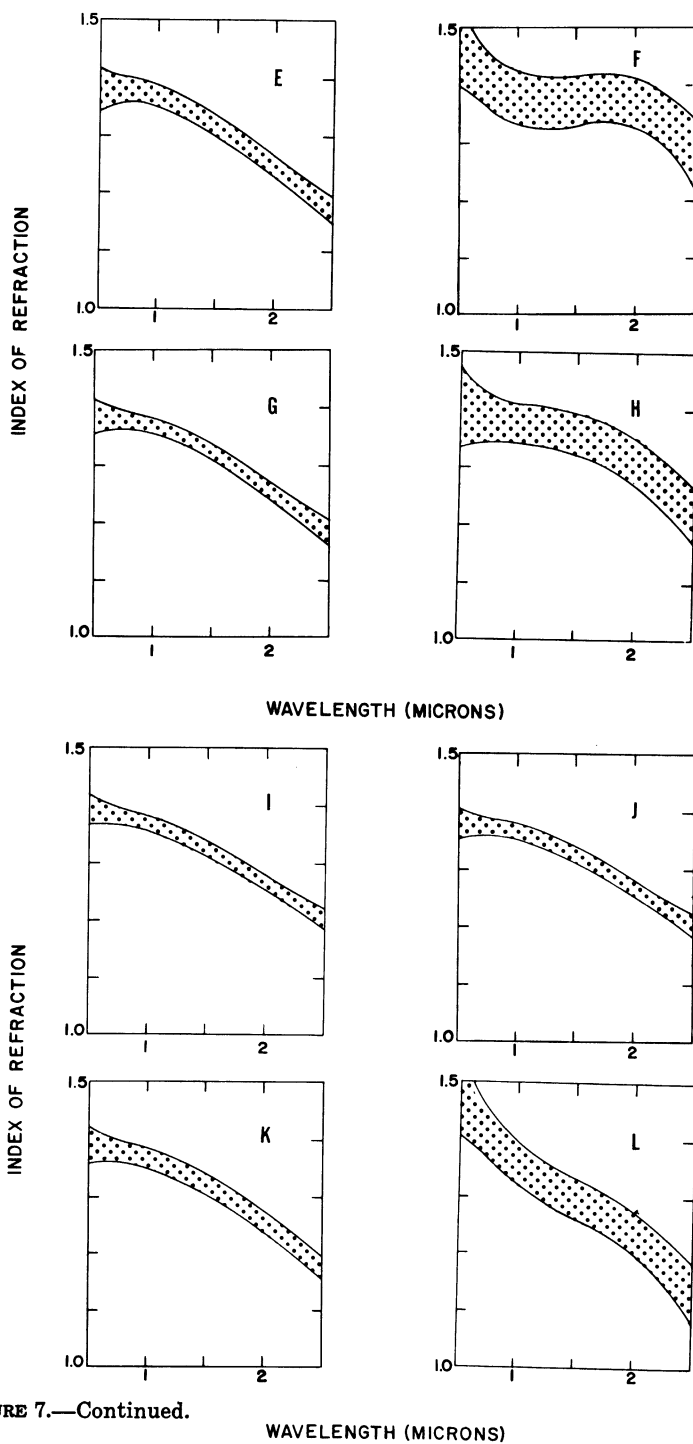 1.5
E
1.0
1
2
1.5
F
1.0
1
2
INDEX OF REFRACTION
1.5
G
1.0
1
2
1.5
H
1.0
1
2
WAVELENGTH (MICRONS)
1.5
I
1.0
1
2
1.5
J
1.0
1
2
INDEX OF REFRACTION
1.5
K
1.0
1
2
1.5
L
1.0
1
2
URE 7.—Continued.
WAVELENGTH (MICRONS)